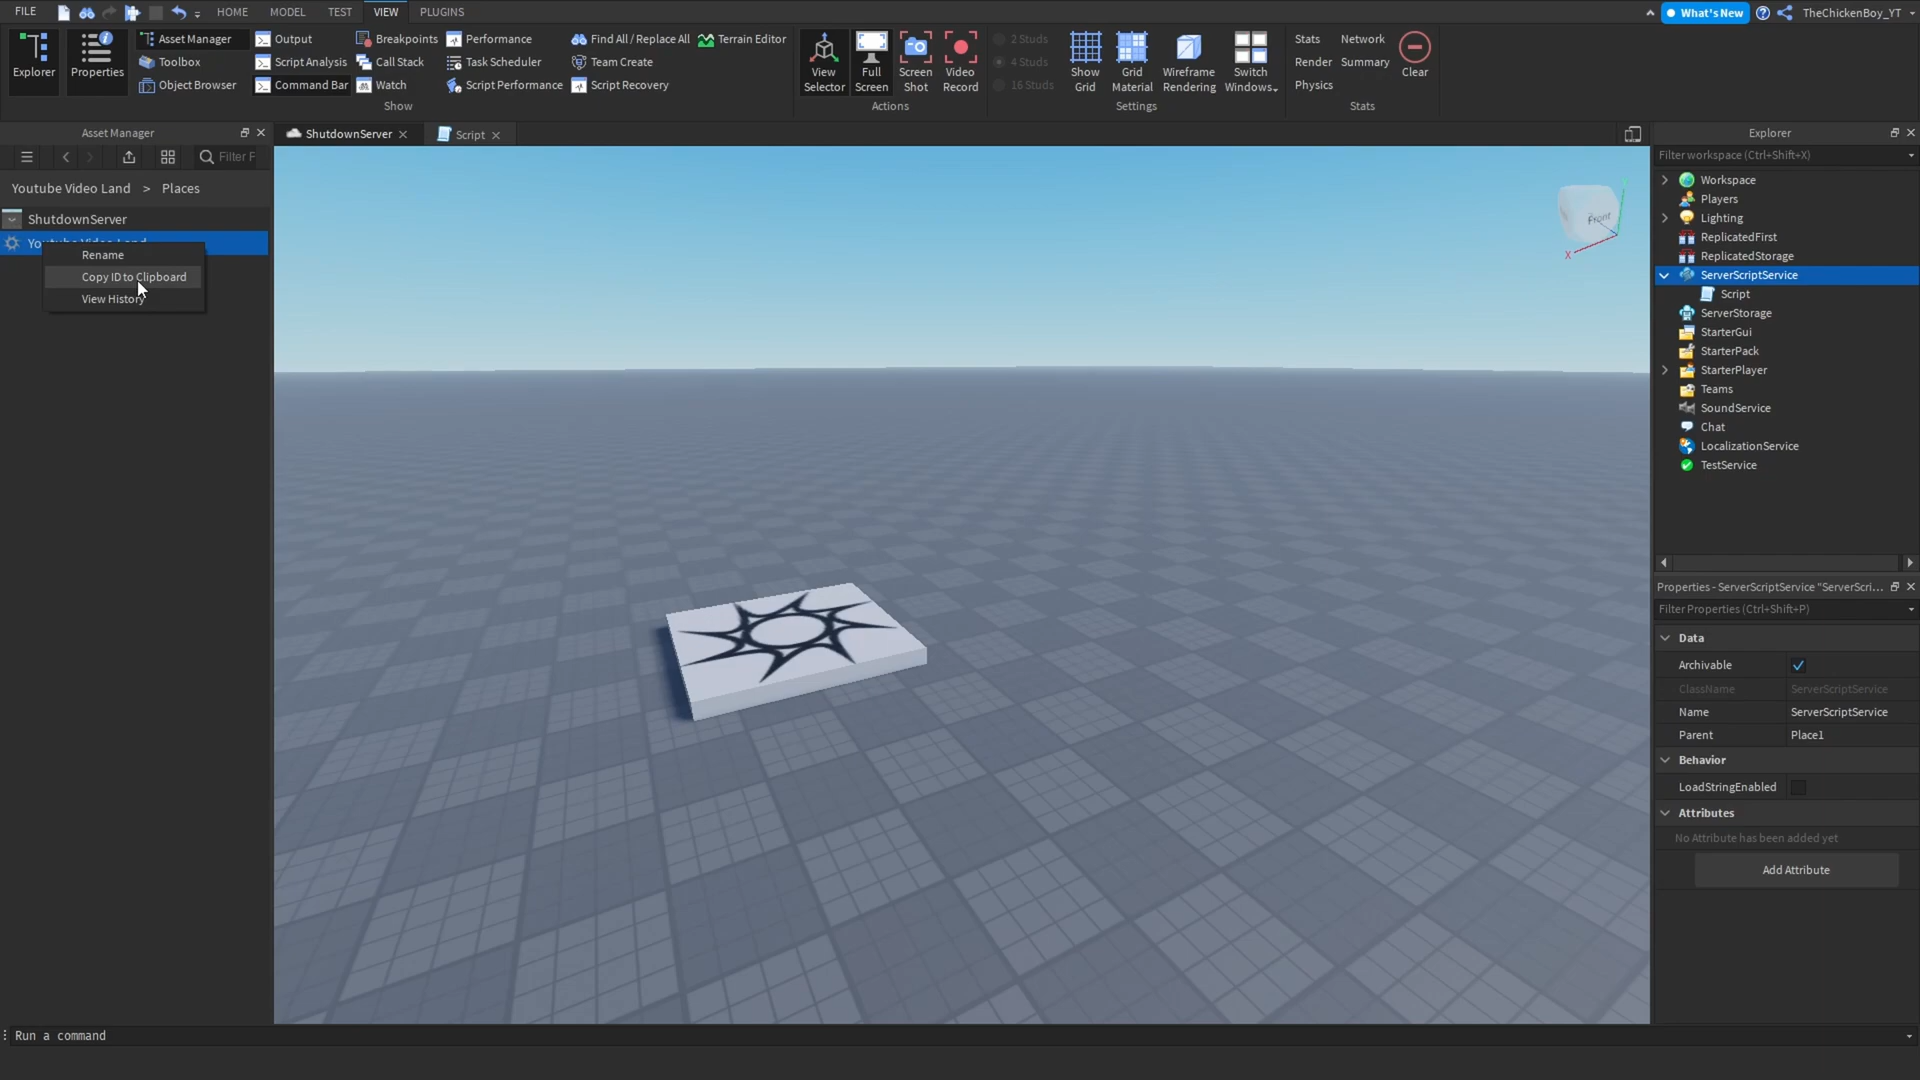 FILE HOME MODEL TEST VIEW PLUGINS What's New TheChickenBoy_YT
Explorer Properties
Asset Manager Output Breakpoints Performance Find All / Replace All Terrain Editor
Toolbox Script Analysis Call Stack Task Scheduler Team Create
Object Browser Command Bar Watch Script Performance Script Recovery
Show
View Selector
Full Screen
Screen Shot
Video Record
Actions
2 Studs
4 Studs
16 Studs
Show Grid
Grid Material
Wireframe Rendering
Switch Windows
Settings
Stats Network
Render Summary
Physics
Clear
Stats
Asset Manager
Filter F
Youtube Video Land > Places
ShutdownServer
Youtube Video Land
Rename
Copy ID to Clipboard
View History
ShutdownServer Script
Front
X
Explorer
Filter workspace (Ctrl+Shift+X)
Workspace
Players
Lighting
ReplicatedFirst
ReplicatedStorage
ServerScriptService
Script
ServerStorage
StarterGui
StarterPack
StarterPlayer
Teams
SoundService
Chat
LocalizationService
TestService
Properties - ServerScriptService "ServerScri...
Filter Properties (Ctrl+Shift+P)
Data
Archivable
ClassName ServerScriptService
Name ServerScriptService
Parent Place1
Behavior
LoadStringEnabled
Attributes
No Attribute has been added yet
Add Attribute
Run a command